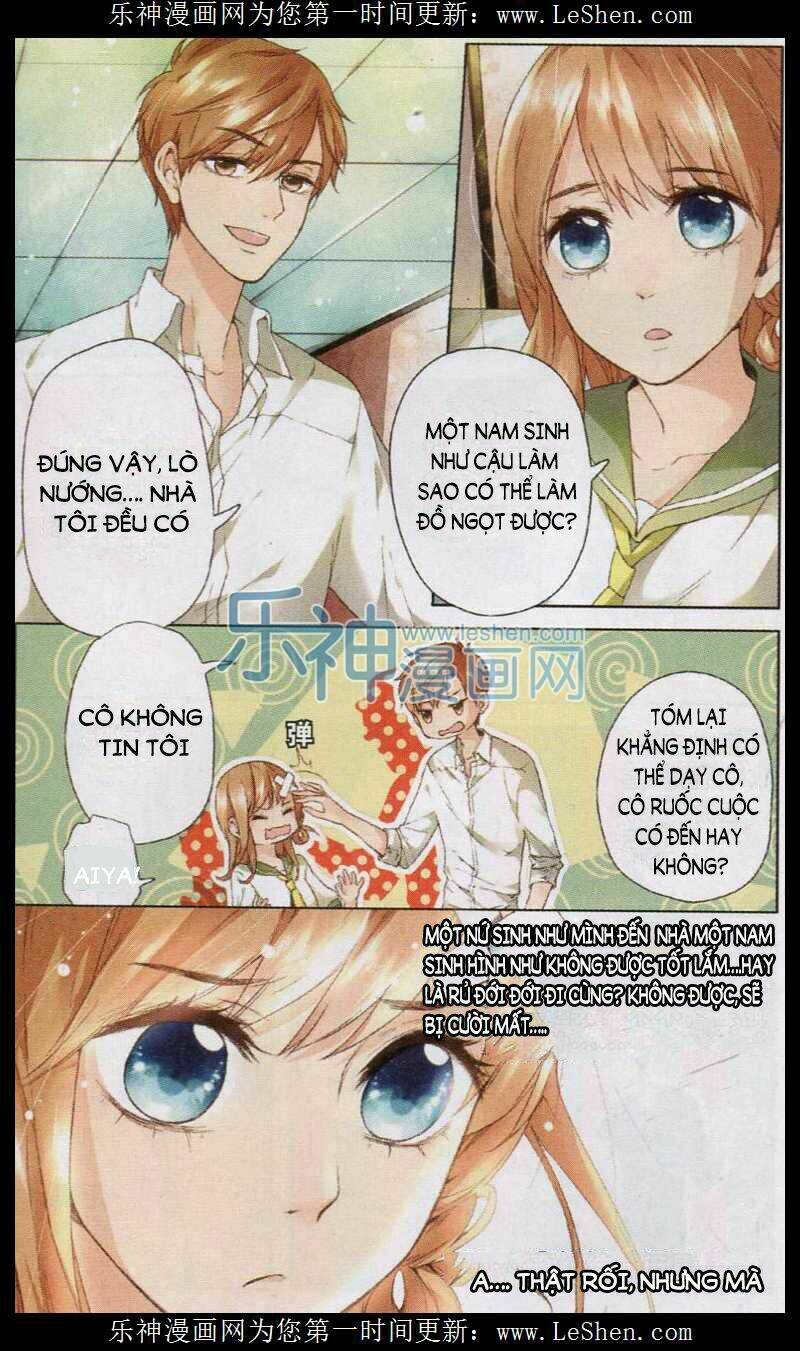 乐神漫画网为您第一时间更新：www.LeShen.com
ĐÚNG VẬY, LÒ
NƯỚNG.... NHÀ
TÔI ĐỀU CÓ
MỘT NAM SINH
NHƯ CẬU LÀM
SAO CÓ THỂ LÀM
ĐỒ NGỌT ĐƯỢC?
乐神漫画网
www.leshen.com
CÔ KHÔNG
TIN TÔI
弹
AIYA!
TÓM LẠI
KHẲNG ĐỊNH CÓ
THỂ DẠY CÔ,
CÔ RUỐC CUỘC
CÓ ĐẾN HAY
KHÔNG?
MỘT NỨ SINH NHƯ MÌNH ĐẾN NHÀ MỘT NAM
SINH HÌNH NHƯ KHÔNG ĐƯỢC TỐT LẮM....HAY
LÀ RỦ ĐỚI ĐỚI ĐI CÙNG? KHÔNG ĐƯỢC, SẼ
BỊ CƯỜI MẤT.....
A.... THẬT RỐI, NHƯNG MÀ
乐神漫画网为您第一时间更新：www.LeShen.com